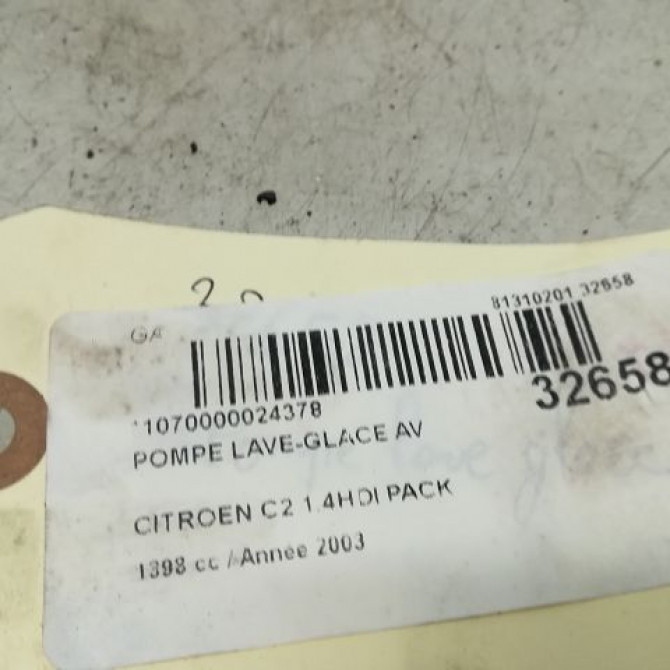 GA
81310201 32658
32658
1070000024378
POMPE LAVE-GLACE AV
CITROEN C2 1.4HDI PACK
1398 cc / Année 2003